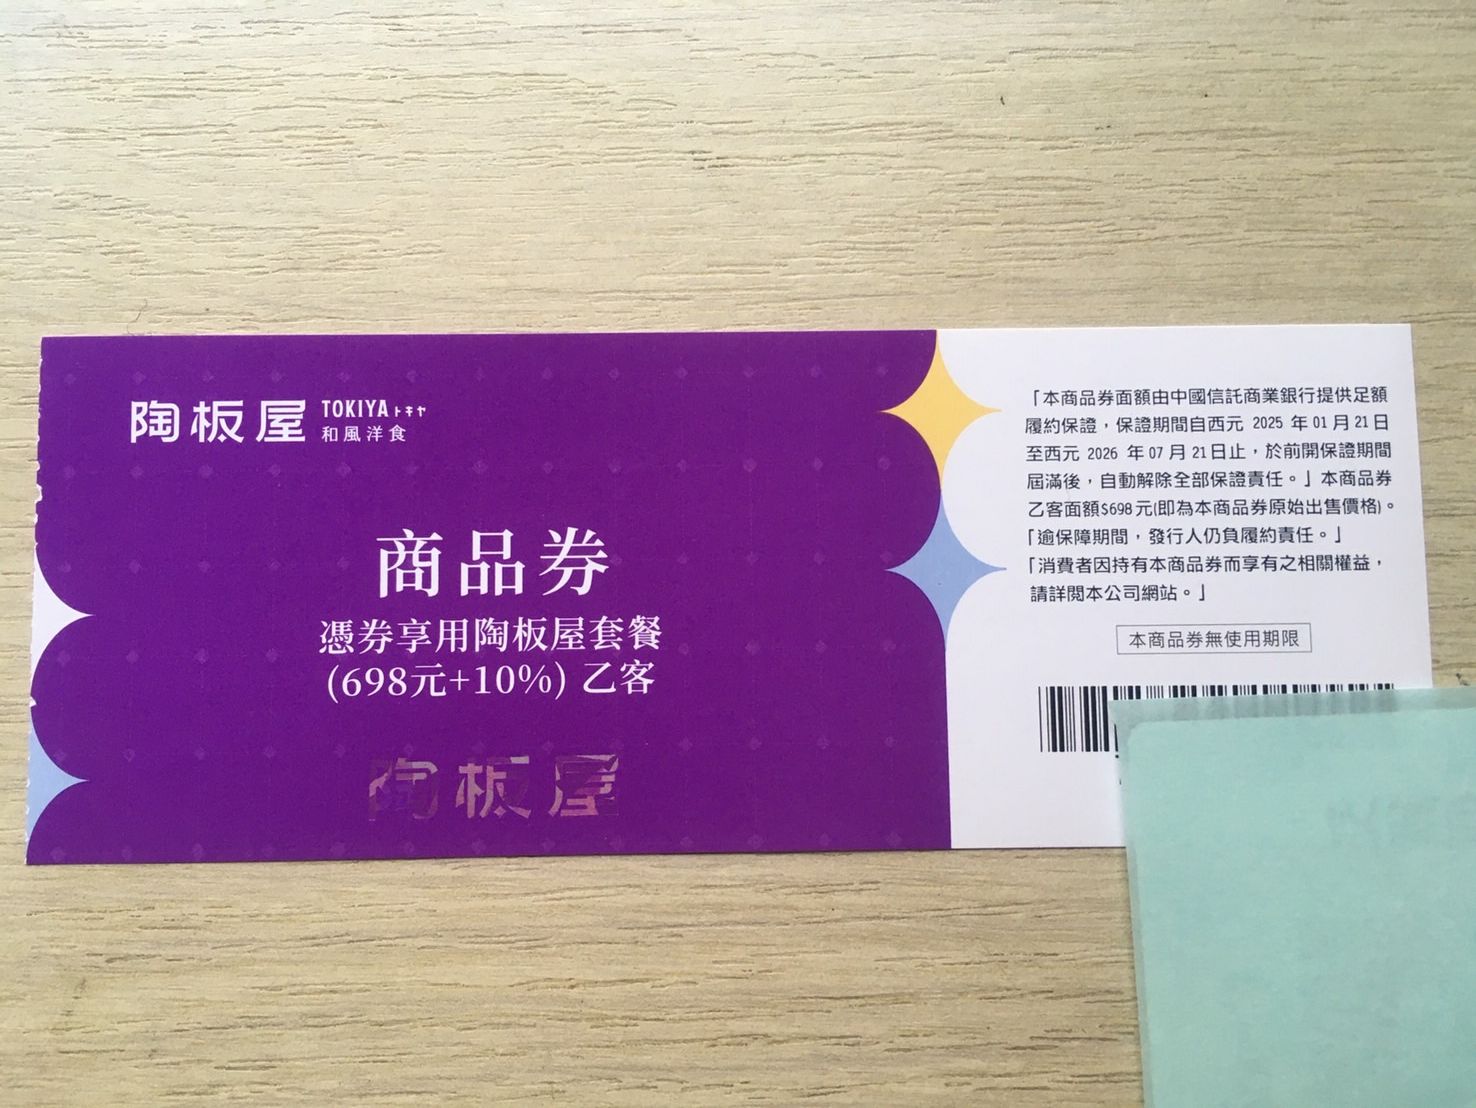 陶板屋 TOKIYA トキヤ
和風洋食
商品券
憑券享用陶板屋套餐
(698元+10%) 乙客
陶板屋
「本商品券面額由中國信託商業銀行提供足額
履約保證，保證期間自西元 2025 年 01 月 21 日
至西元 2026 年 07 月 21 日止，於前開保證期間
屆滿後，自動解除全部保證責任。」本商品券
乙客面額$698 元(即為本商品券原始出售價格)。
「逾保障期間，發行人仍負履約責任。」
「消費者因持有本商品券而享有之相關權益，
請詳閱本公司網站。」
本商品券無使用期限